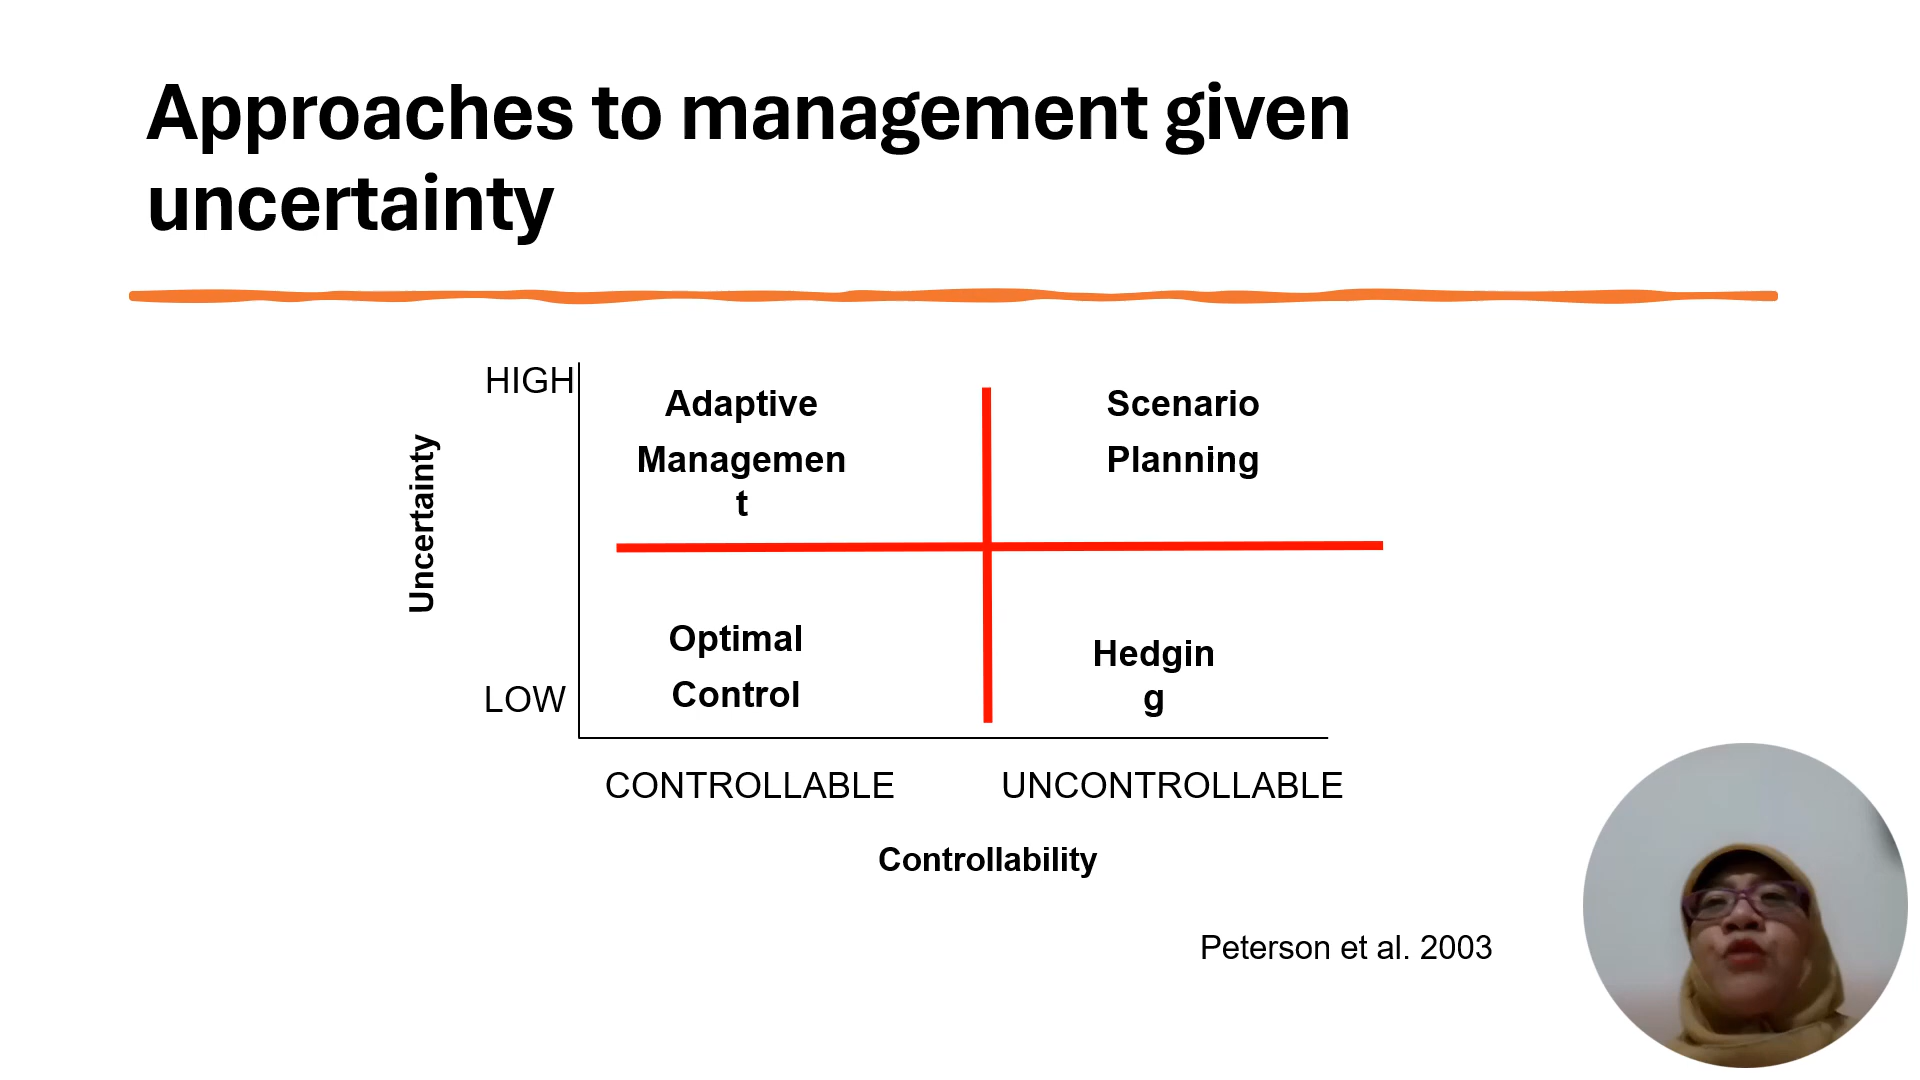 Approaches to management given
uncertainty
HIGH
Adaptive
Managemen
t
Scenario
Planning
Uncertainty
Optimal
Control
Hedgin
g
LOW
CONTROLLABLE
UNCONTROLLABLE
Controllability
Peterson et al. 2003